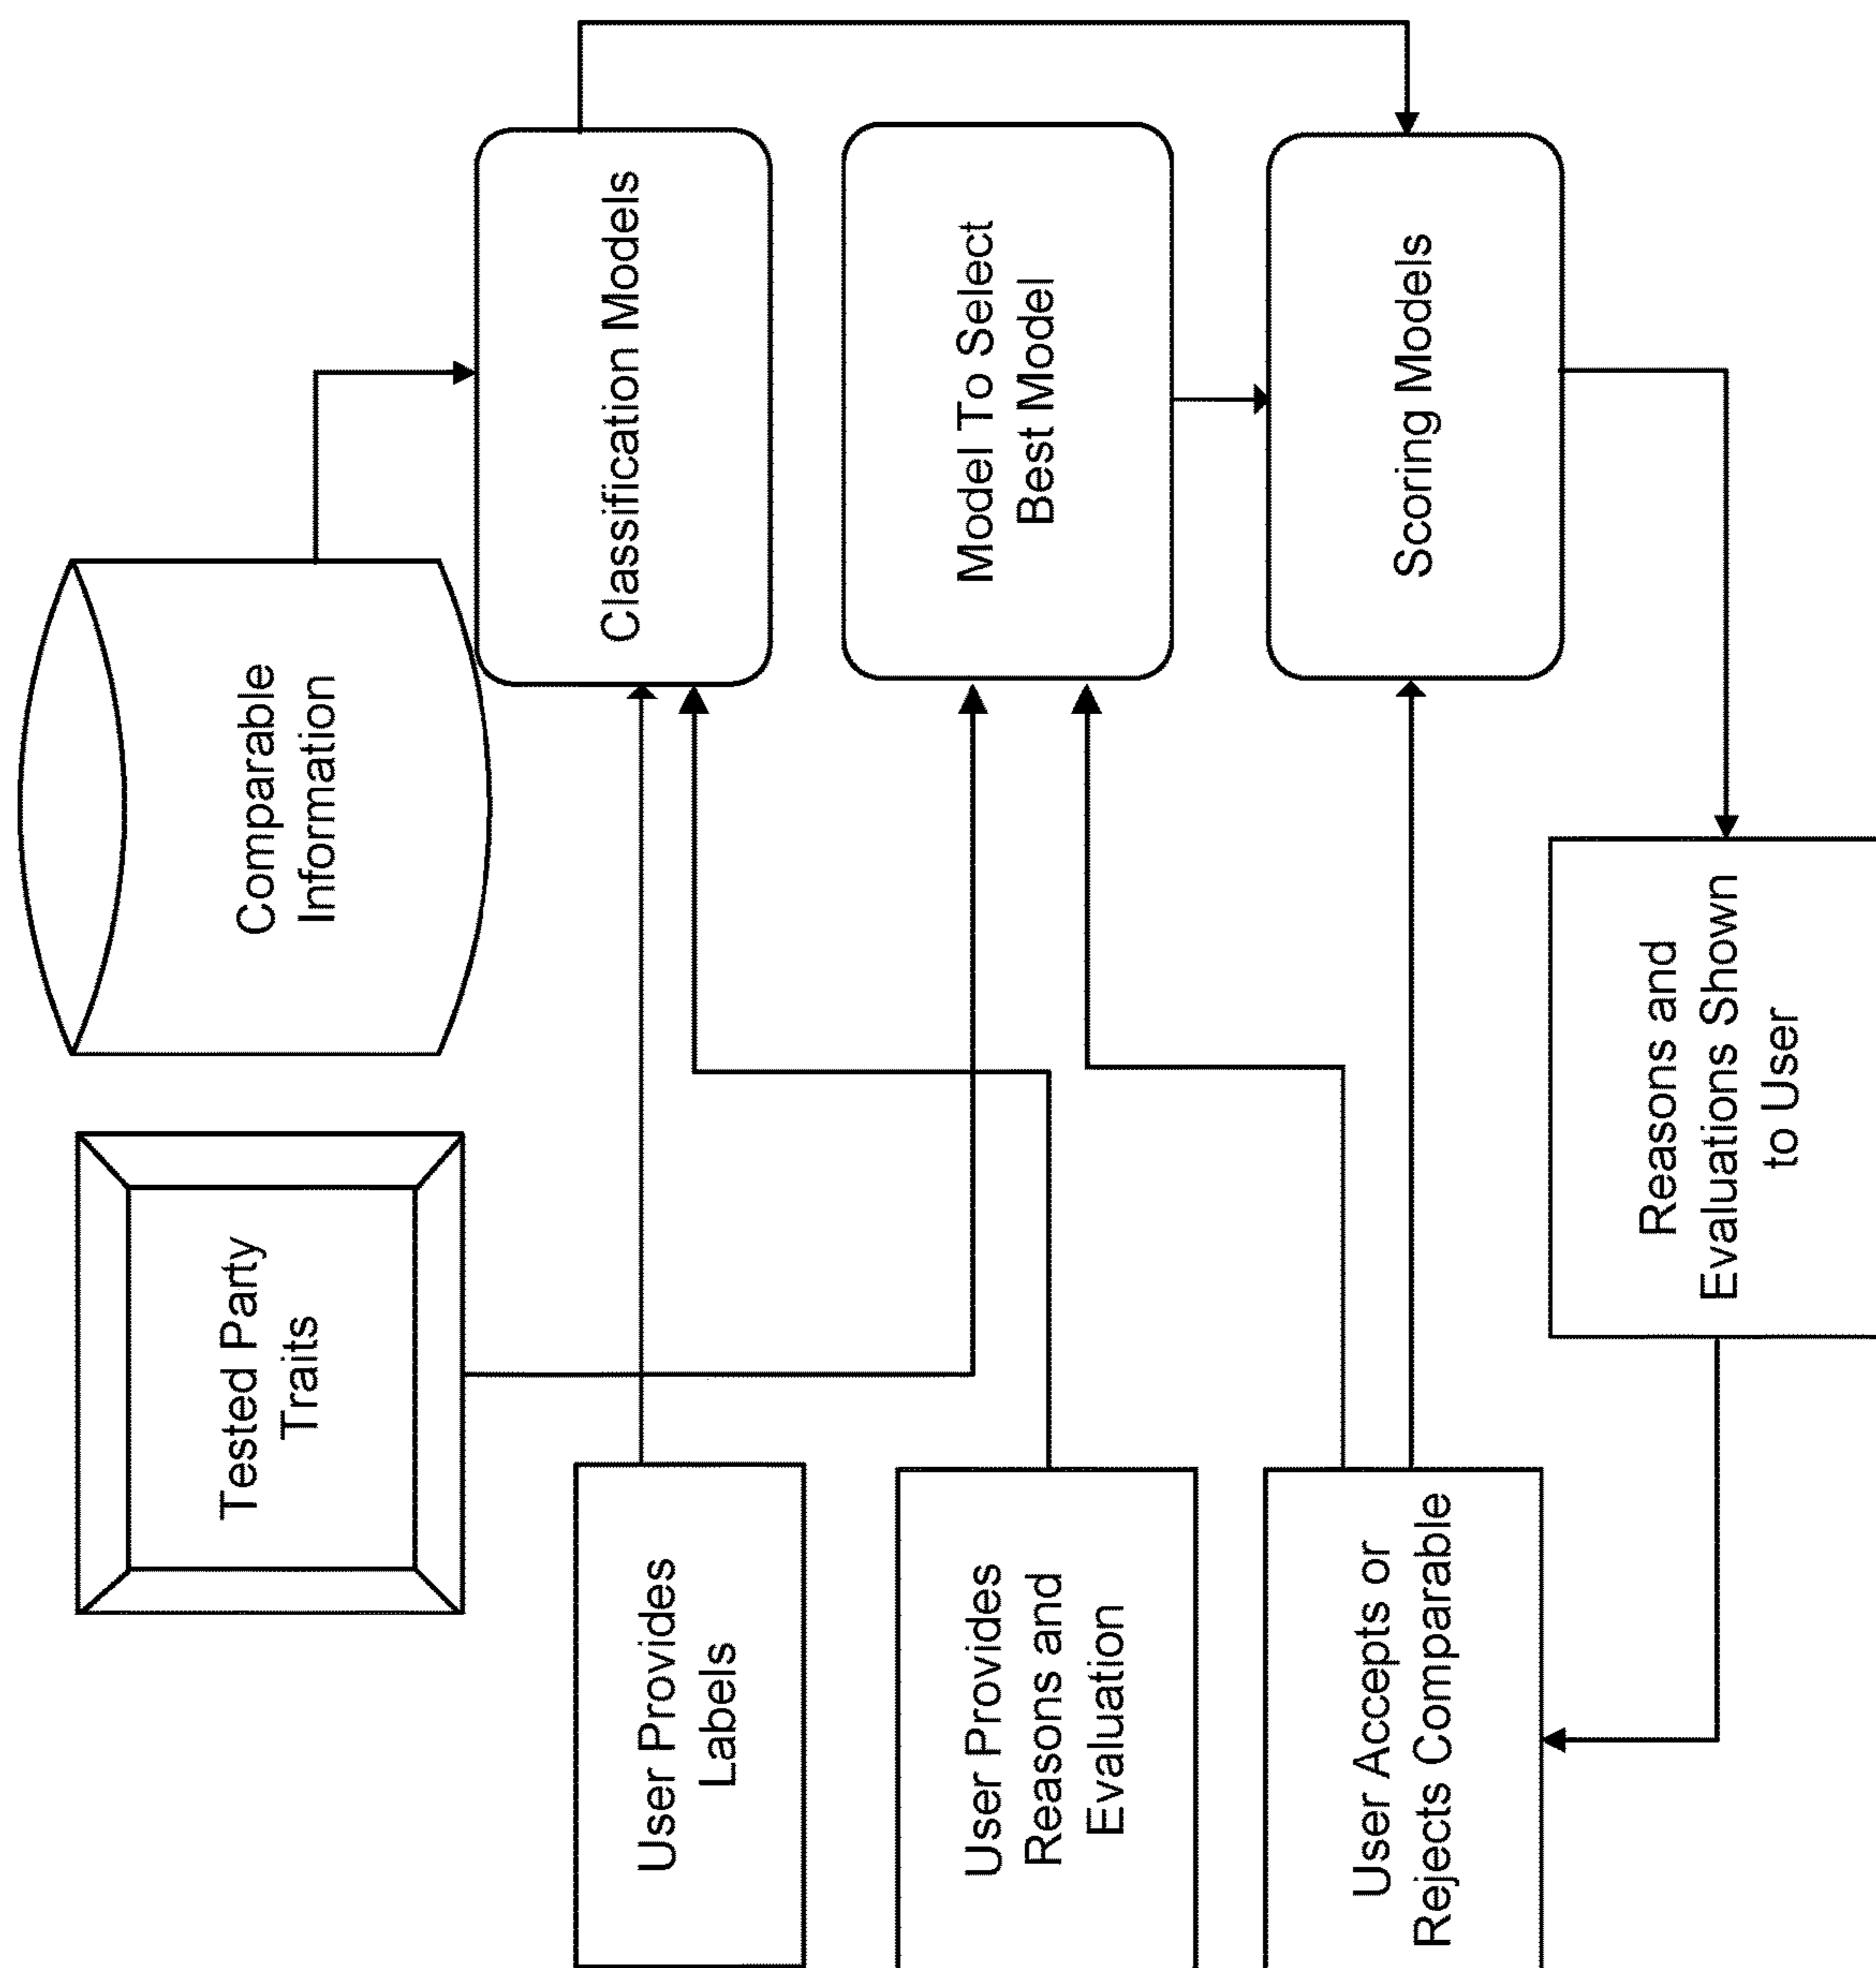 Tested Party
Traits
Comparable
Information
User Provides
Labels
Classification Models
User Provides
Reasons and
Evaluation
Model To Select
Best Model
User Accepts or
Rejects Comparable
Scoring Models
Reasons and
Evaluations Shown
to User